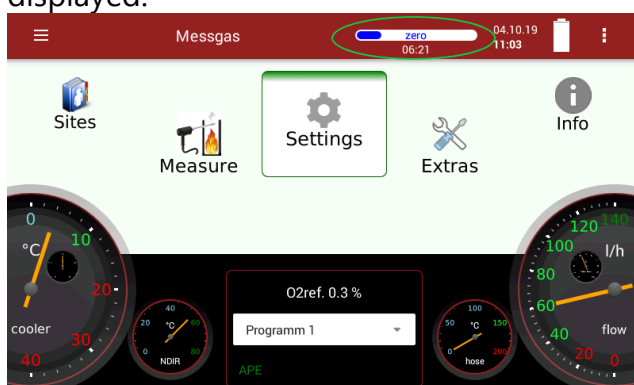 displayed.
Messgas
zero
06:21
04.10.19
11:03
Sites
Measure
Settings
Extras
Info
0
10
20
30
40
°C
cooler
0
20
40
60
80
°C
NDIR
O2ref. 0.3 %
Programm 1
APE
0
50
100
150
200
°C
hose
140
120
100
80
60
40
20
0
l/h
flow